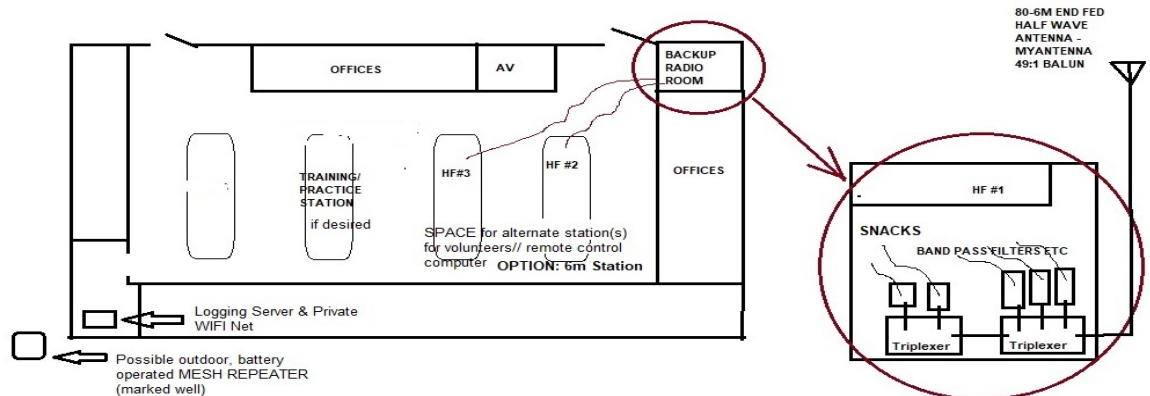 80-6M END FED
HALF WAVE
ANTENNA -
MYANTENNA
49:1 BALUN
OFFICES
AV
BACKUP
RADIO
ROOM
TRAINING/
PRACTICE
STATION
if desired
HF#3
HF #2
OFFICES
SPACE for alternate station(s)
for volunteers// remote control
computer
OPTION: 6m Station
HF #1
SNACKS
BAND PASS FILTERS ETC
Triplexer
Triplexer
Logging Server & Private
WIFI Net
Possible outdoor, battery
operated MESH REPEATER
(marked well)